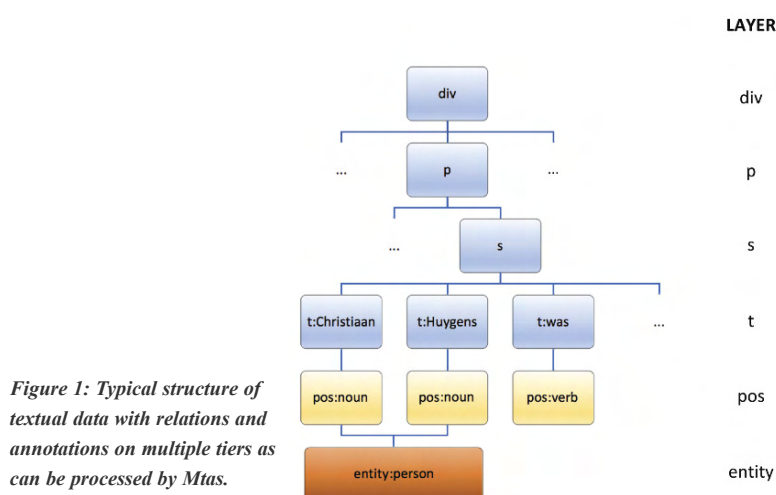 LAYER
div div
... p ... p
... s s
t:Christiaan t:Huygens t:was ... t
pos:noun pos:noun pos:verb pos
entity:person entity
Figure 1: Typical structure of
textual data with relations and
annotations on multiple tiers as
can be processed by Mtas.